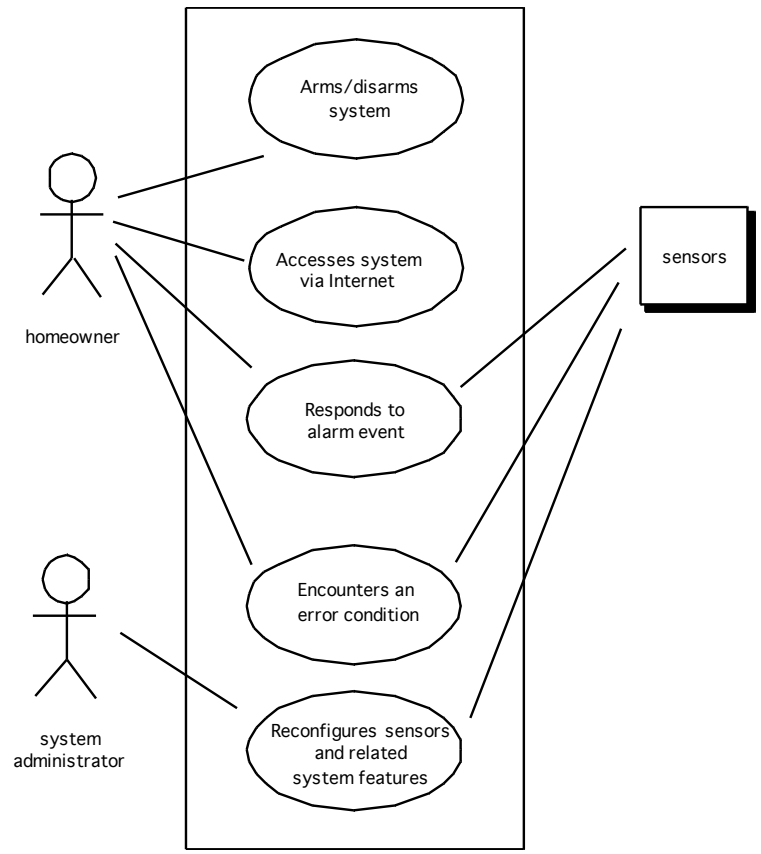 Arms/disarms
system
Accesses system
via Internet
sensors
homeowner
Responds to
alarm event
Encounters an
error condition
system
administrator
Reconfigures sensors
and related
system features